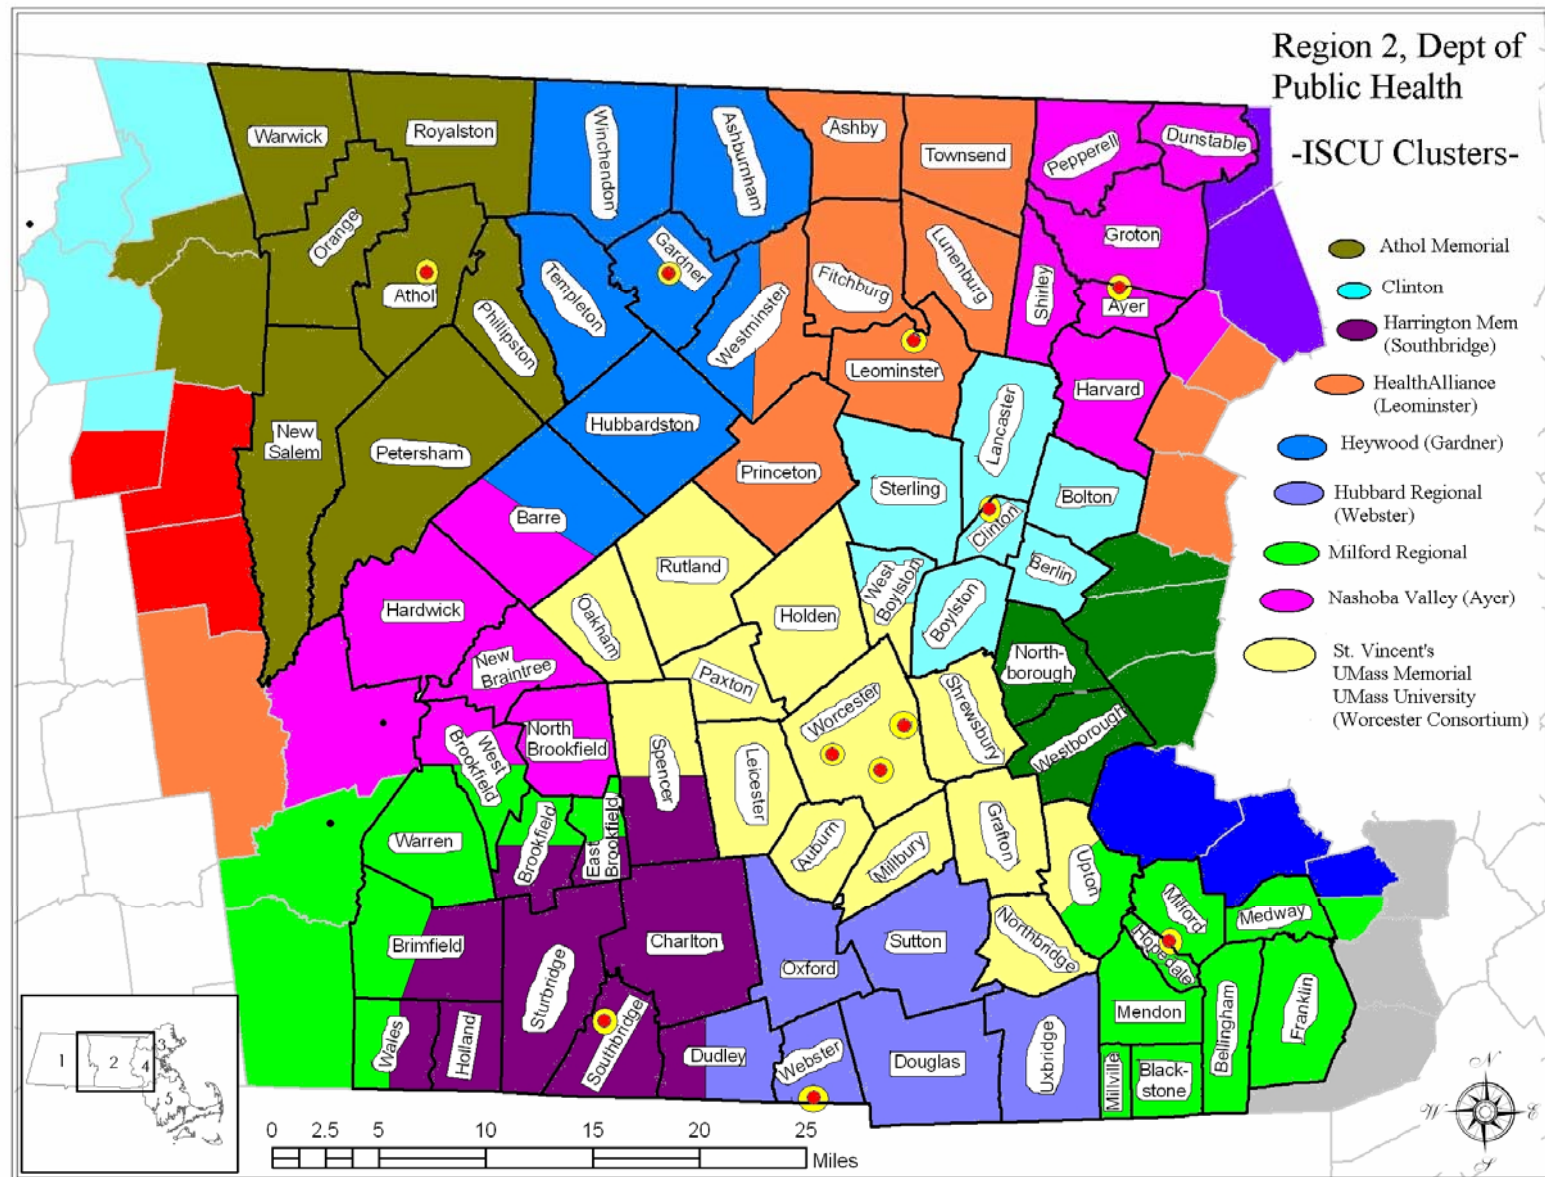 Region 2, Dept of
Public Health
-ISCU Clusters-
Athol Memorial
Clinton
Harrington Mem
(Southbridge)
HealthAlliance
(Leominster)
Heywood (Gardner)
Hubbard Regional
(Webster)
Milford Regional
Nashoba Valley (Ayer)
St. Vincent's
UMass Memorial
UMass University
(Worcester Consortium)
Warwick
Royalston
Winchendon
Ashburnham
Ashby
Townsend
Pepperell
Dunstable
Orange
Athol
Phillipston
Templeton
Gardner
Westminster
Fitchburg
Lunenburg
Shirley
Groton
Ayer
Leominster
Harvard
New
Salem
Petersham
Hubbardston
Princeton
Sterling
Lancaster
Bolton
Clinton
Barre
Rutland
Holden
West
Boylston
Boylston
Berlin
Hardwick
Oakham
New
Braintree
Paxton
Worcester
Shrewsbury
North-
borough
Westborough
West
Brookfield
North
Brookfield
Spencer
Leicester
Warren
Brookfield
East
Brookfield
Auburn
Millbury
Grafton
Upton
Milford
Medway
Hopedale
Brimfield
Sturbridge
Charlton
Oxford
Sutton
Northbridge
Mendon
Bellingham
Franklin
Wales
Holland
Southbridge
Dudley
Webster
Douglas
Uxbridge
Millville
Black-
stone
1
2
3
4
5
0 2.5 5 10 15 20 25
Miles
N
W
E
S